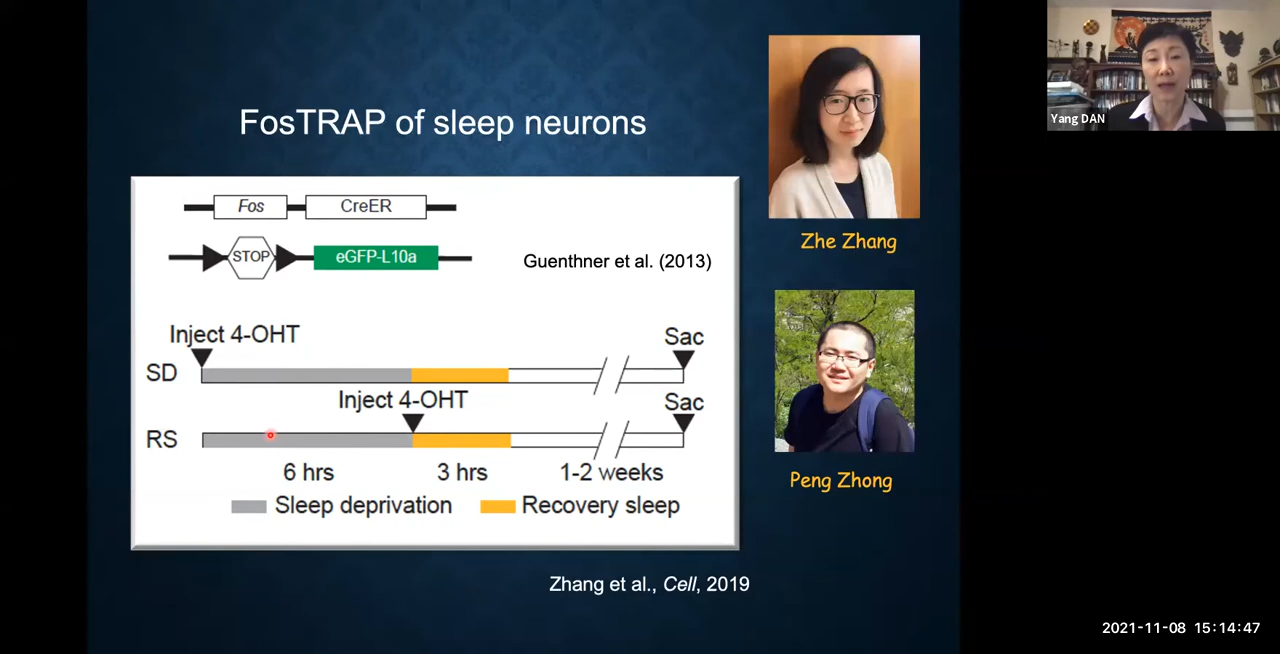 FosTRAP of sleep neurons
Fos CreER
STOP eGFP-L10a
Guenthner et al. (2013)
Inject 4-OHT Sac
SD
Inject 4-OHT Sac
RS
6 hrs 3 hrs 1-2 weeks
Sleep deprivation Recovery sleep
Zhang et al., Cell, 2019
Zhe Zhang
Peng Zhong
Yang DAN
2021-11-08 15:14:47